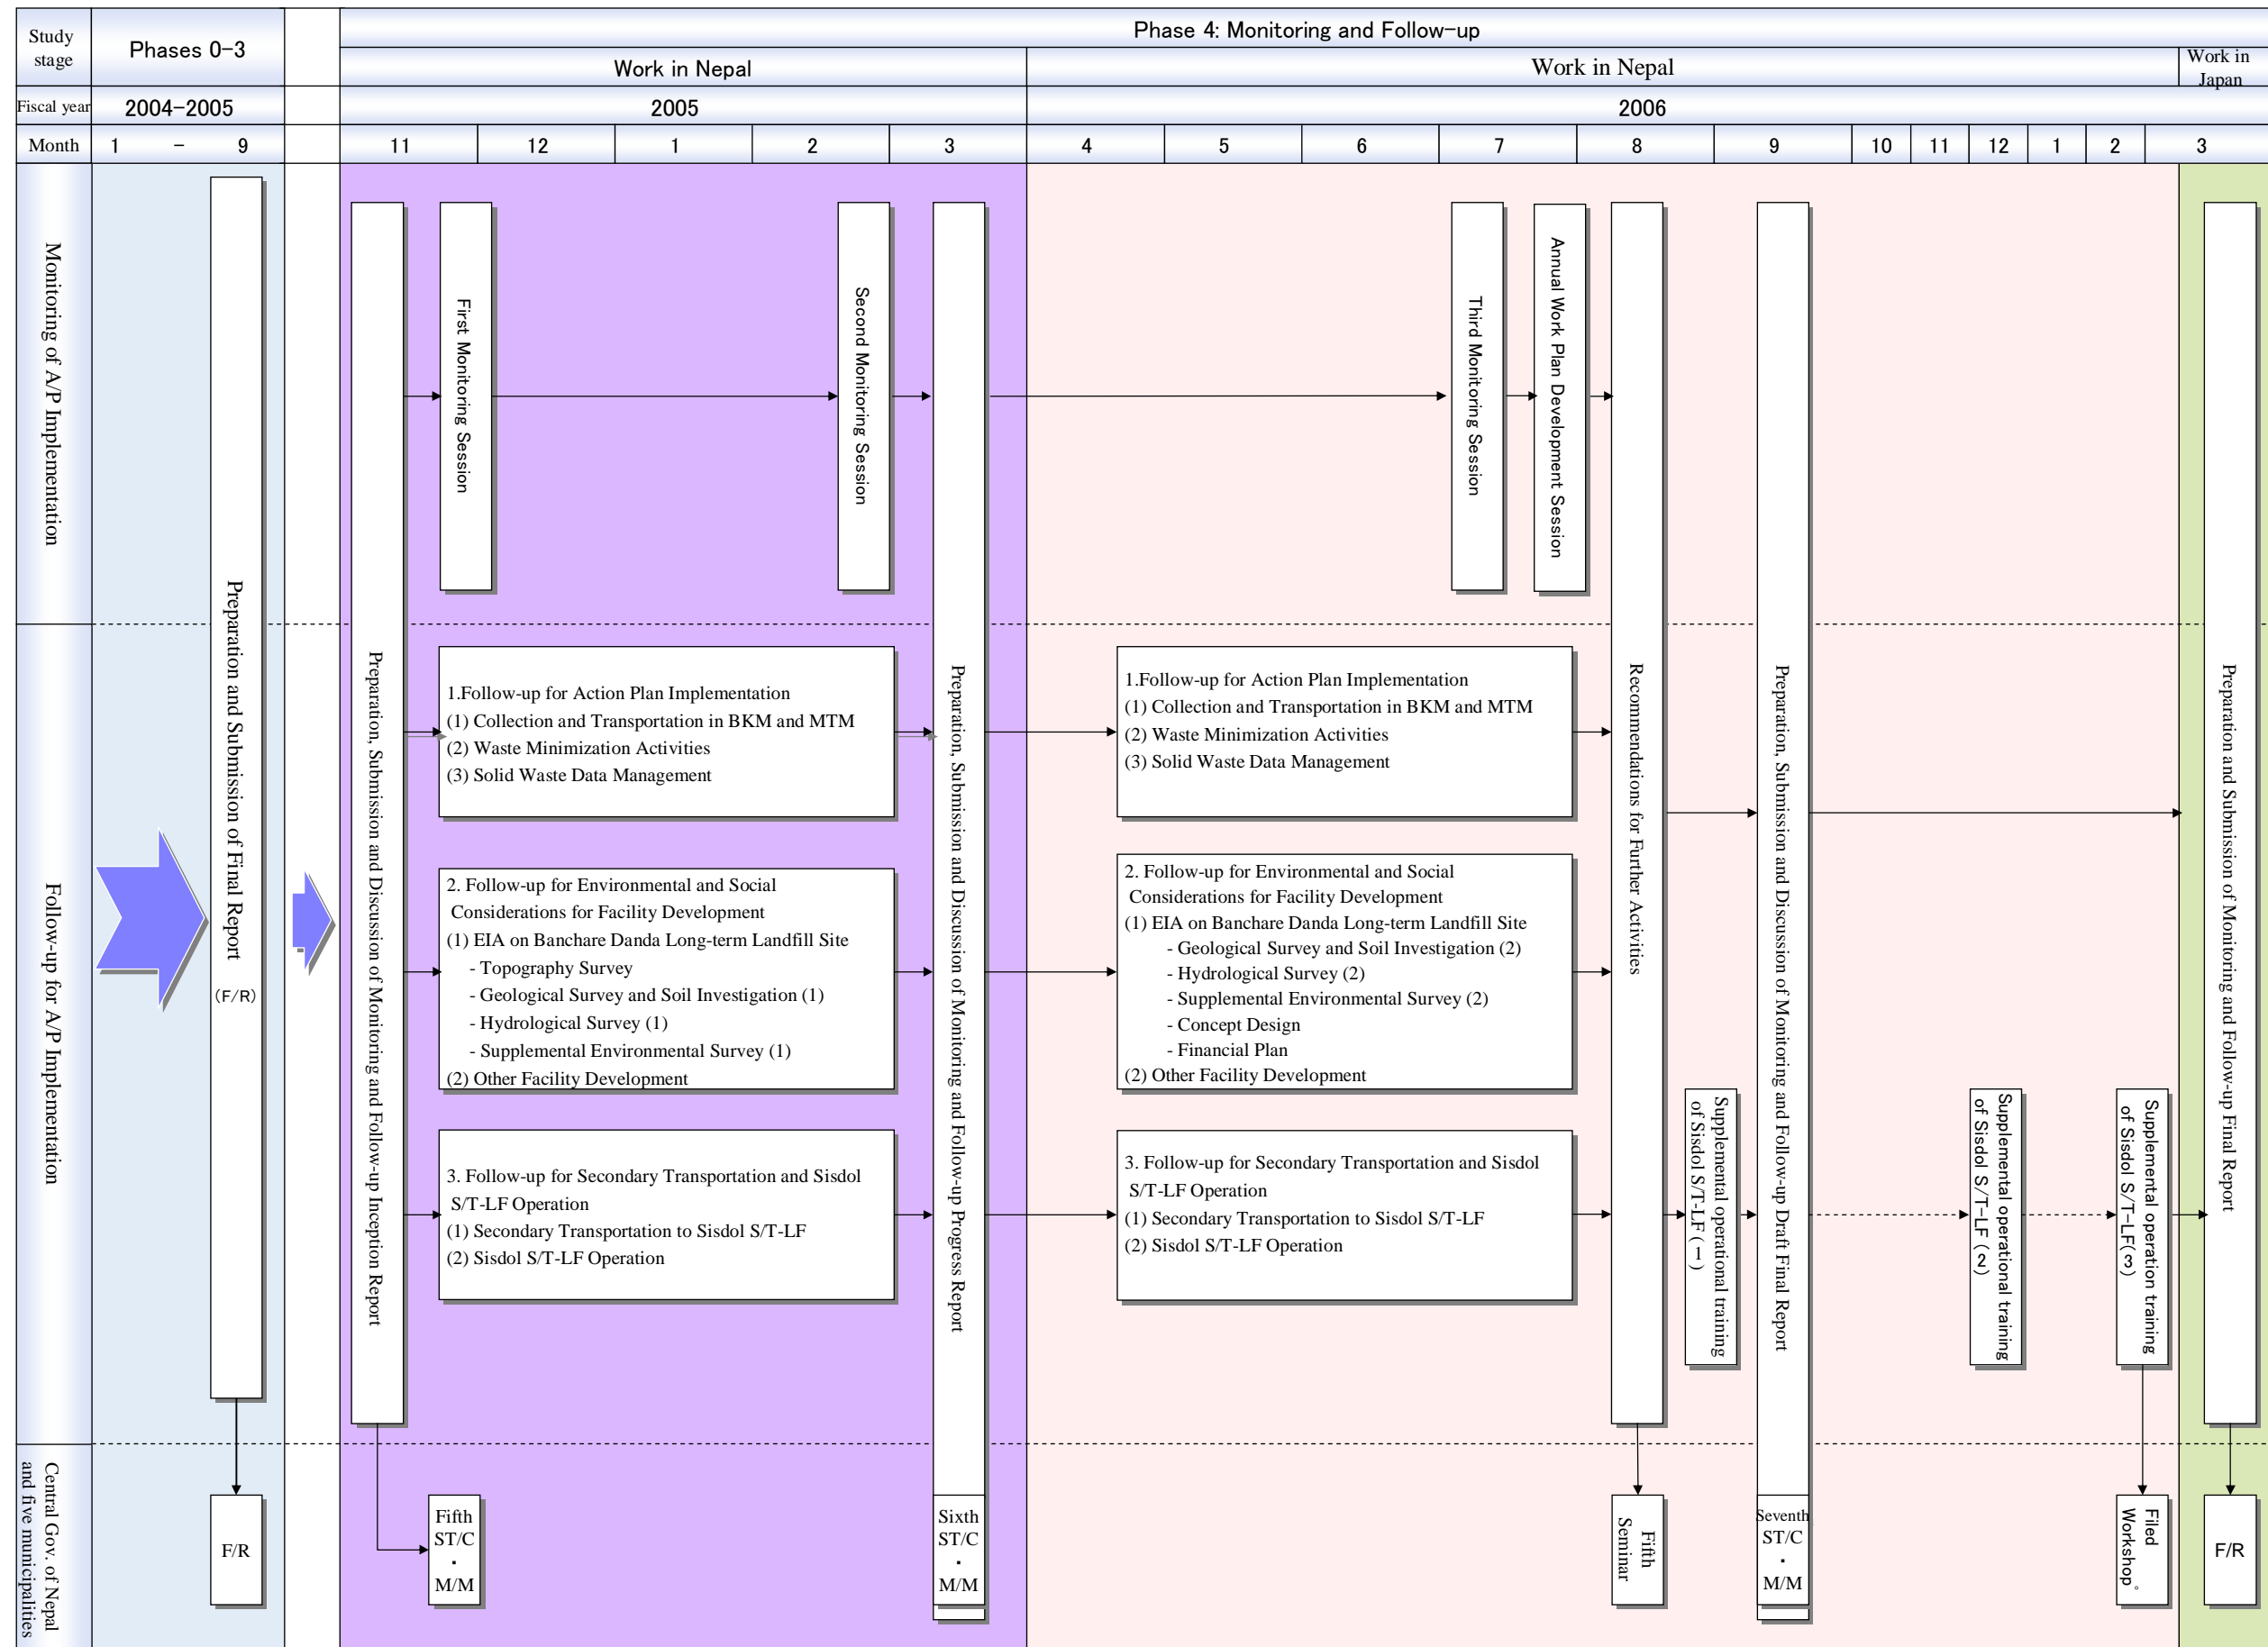 Study
stage
Phases 0-3
Phase 4: Monitoring and Follow-up
Work in Nepal
Work in Nepal
Work in
Japan
Fiscal year
2004-2005
2005
2006
Month
1 - 9
11
12
1
2
3
4
5
6
7
8
9
10
11
12
1
2
3
Monitoring of A/P Implementation
Follow-up for A/P Implementation
Central Gov. of Nepal
and five municipalities
Preparation and Submission of Final Report
(F/R)
F/R
Preparation, Submission and Discussion of Monitoring and Follow-up Inception Report
First Monitoring Session
Second Monitoring Session
1.Follow-up for Action Plan Implementation
(1) Collection and Transportation in BKM and MTM
(2) Waste Minimization Activities
(3) Solid Waste Data Management
2. Follow-up for Environmental and Social
Considerations for Facility Development
(1) EIA on Banchare Danda Long-term Landfill Site
- Topography Survey
- Geological Survey and Soil Investigation (1)
- Hydrological Survey (1)
- Supplemental Environmental Survey (1)
(2) Other Facility Development
3. Follow-up for Secondary Transportation and Sisdol
S/T-LF Operation
(1) Secondary Transportation to Sisdol S/T-LF
(2) Sisdol S/T-LF Operation
Fifth
ST/C
・
M/M
Preparation, Submission and Discussion of Monitoring and Follow-up Progress Report
Sixth
ST/C
・
M/M
Third Monitoring Session
Annual Work Plan Development Session
1.Follow-up for Action Plan Implementation
(1) Collection and Transportation in BKM and MTM
(2) Waste Minimization Activities
(3) Solid Waste Data Management
2. Follow-up for Environmental and Social
Considerations for Facility Development
(1) EIA on Banchare Danda Long-term Landfill Site
- Geological Survey and Soil Investigation (2)
- Hydrological Survey (2)
- Supplemental Environmental Survey (2)
- Concept Design
- Financial Plan
(2) Other Facility Development
3. Follow-up for Secondary Transportation and Sisdol
S/T-LF Operation
(1) Secondary Transportation to Sisdol S/T-LF
(2) Sisdol S/T-LF Operation
Recommendations for Further Activities
Fifth
Seminar
Supplemental operational training
of Sisdol S/T-LF (1)
Preparation, Submission and Discussion of Monitoring and Follow-up Draft Final Report
Seventh
ST/C
・
M/M
Supplemental operational training
of Sisdol S/T-LF (2)
Supplemental operation training
of Sisdol S/T-LF(3)
Filed
Workshop°
Preparation and Submission of Monitoring and Follow-up Final Report
F/R